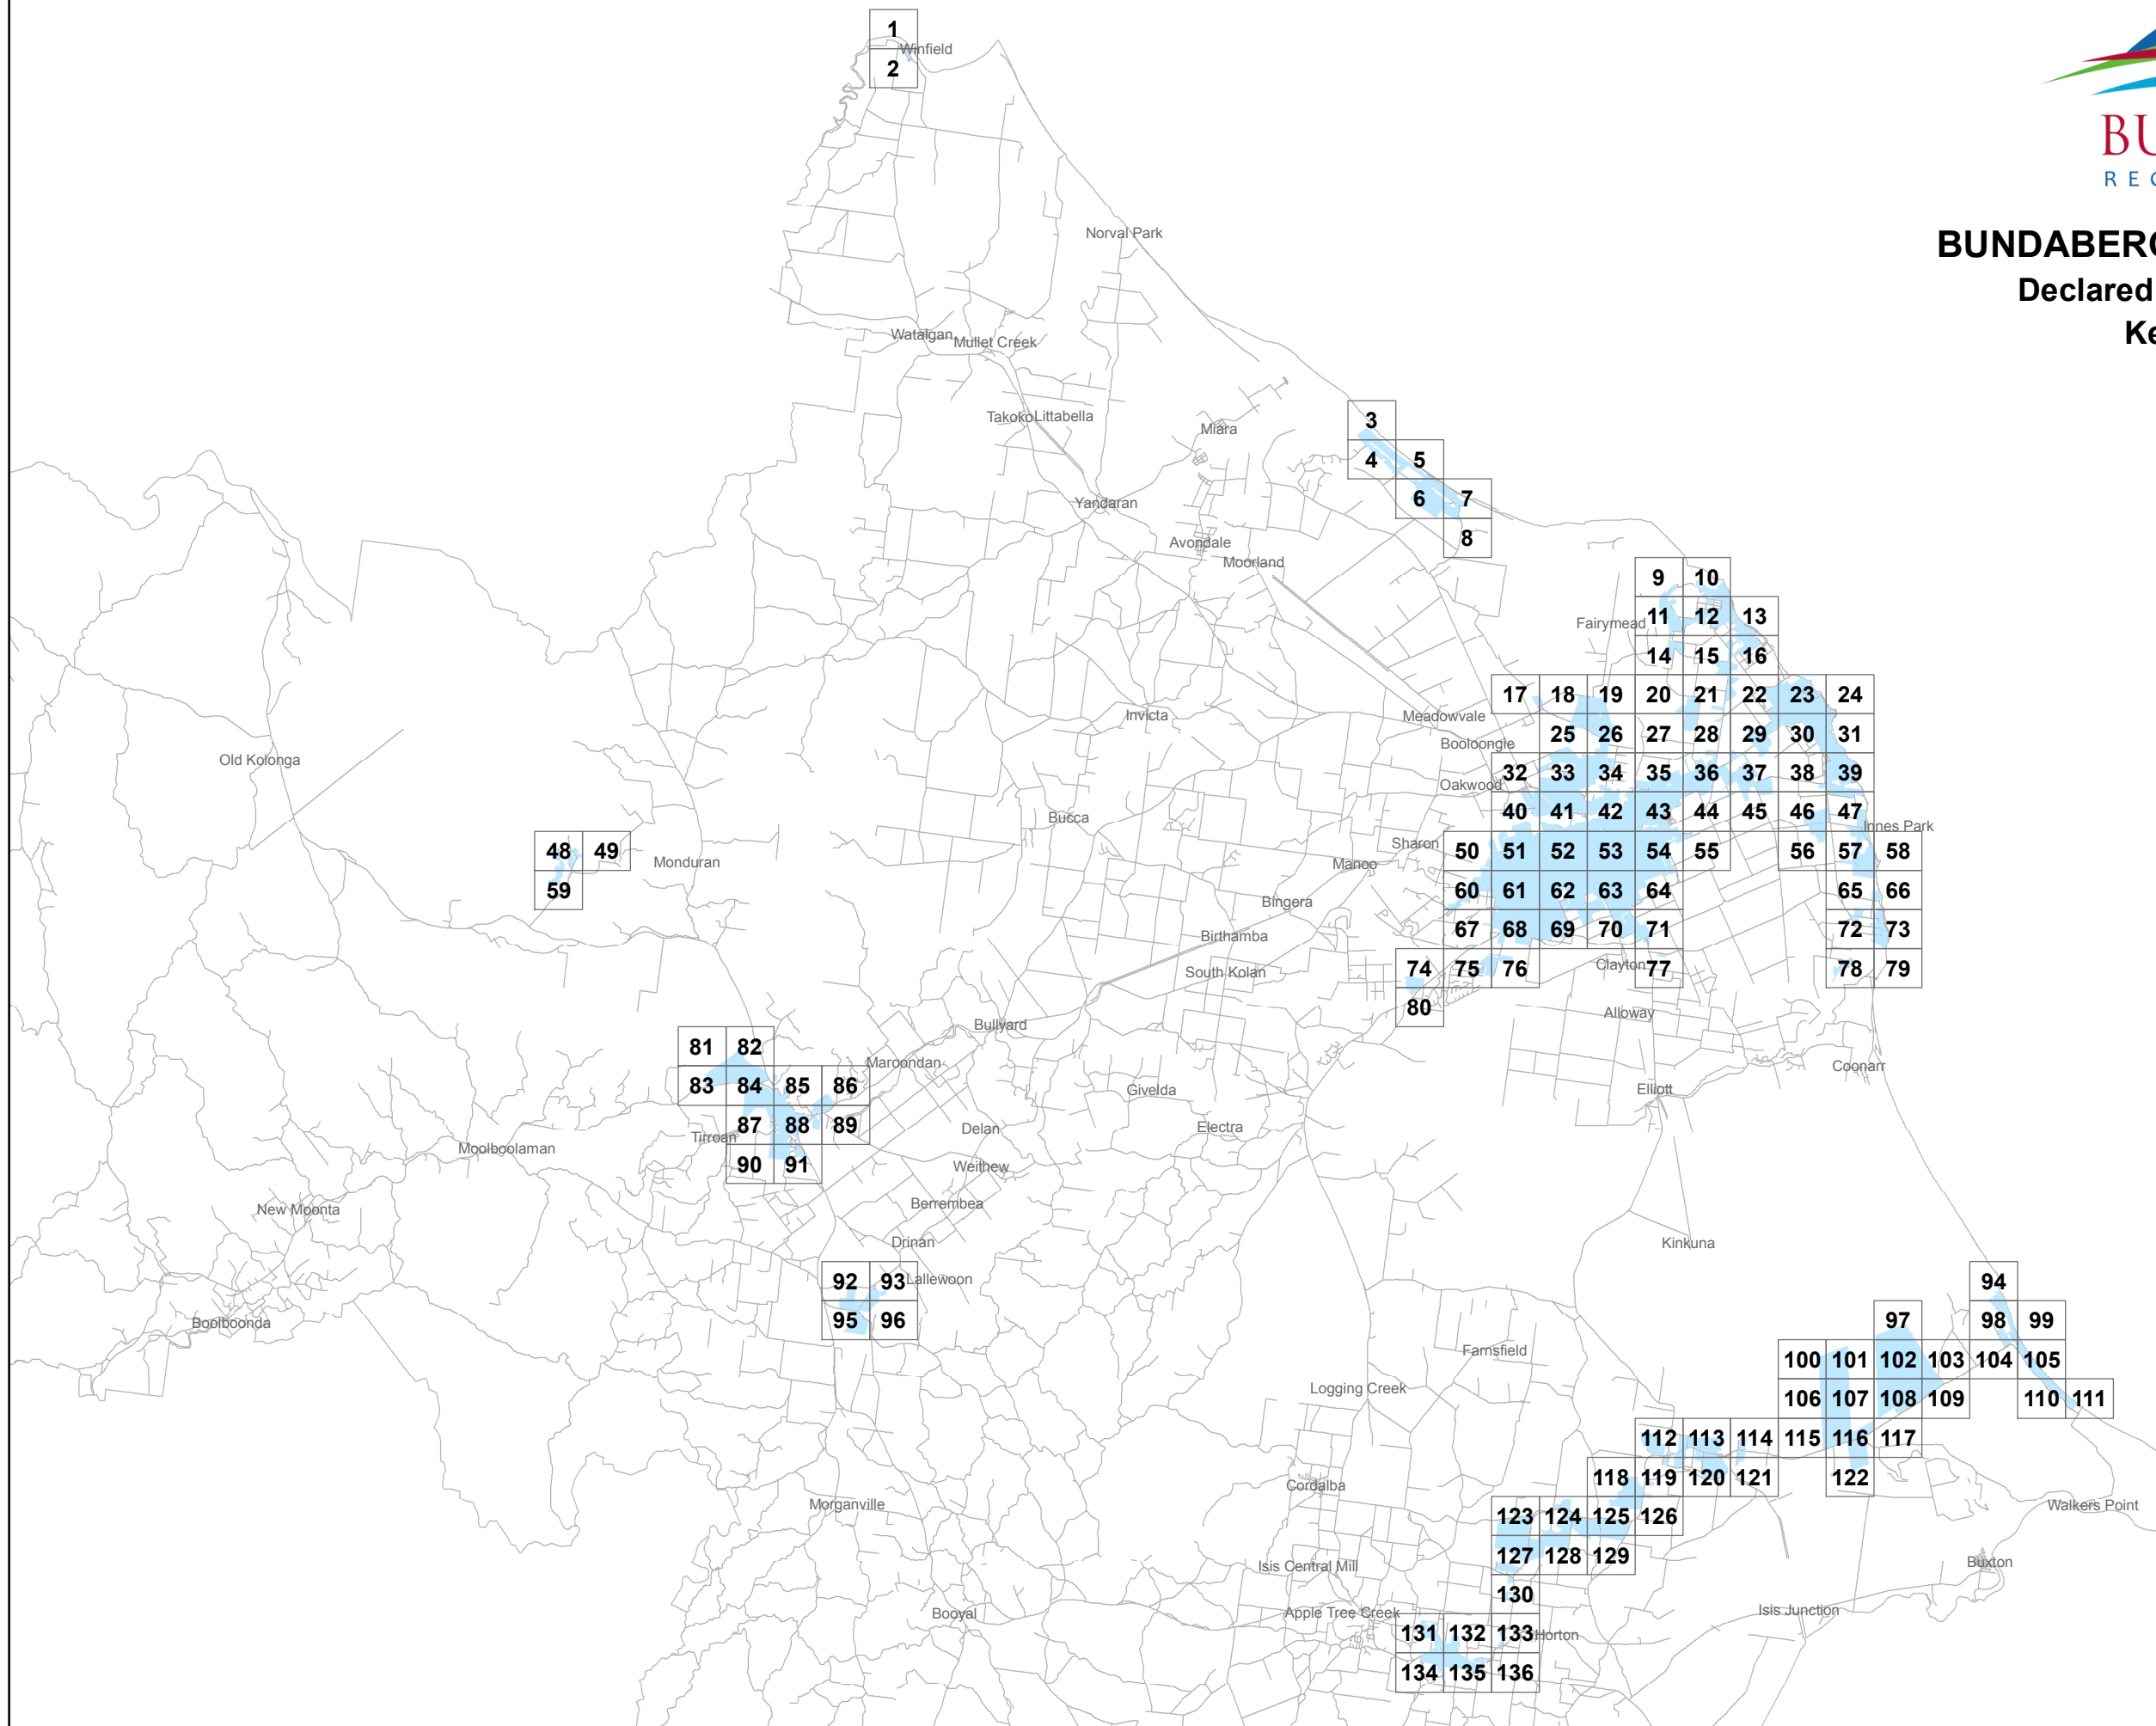 1
Winfield
2
BU
REG
Norval Park
BUNDABERG
Declared
Ke
Watalgan
Mullet Creek
Takoko
Littabella
3
Miara
4
5
6
7
Yandaran
8
Avondale
Moorland
9
10
Fairymead
11
12
13
14
15
16
17
18
19
20
21
22
23
24
Meadowvale
Invicta
25
26
27
28
29
30
31
Booloongie
Old Kolonga
32
33
34
35
36
37
38
39
Oakwood
40
41
42
43
44
45
46
47
Bucca
Innes Park
48
49
Monduran
Sharon
50
51
52
53
54
55
56
57
58
Manoo
59
60
61
62
63
64
65
66
Bingera
67
68
69
70
71
72
73
Birthamba
South Kolan
74
75
76
Clayton
77
78
79
80
Alloway
Bullyard
81
82
Maroondan
Coonarr
83
84
85
86
Givelda
Elliott
87
88
89
Tirroan
Delan
Electra
Moolboolaman
90
91
Weithew
Berrembea
New Moonta
Drinan
Kinkuna
92
93
Lallewoon
94
95
96
97
98
99
Boolboonda
Farnsfield
100
101
102
103
104
105
Logging Creek
106
107
108
109
110
111
112
113
114
115
116
117
118
119
120
121
122
Cordalba
Morganville
Walkers Point
123
124
125
126
127
128
129
Isis Central Mill
Buxton
130
Booyal
Apple Tree Creek
Isis Junction
131
132
133
Horton
134
135
136